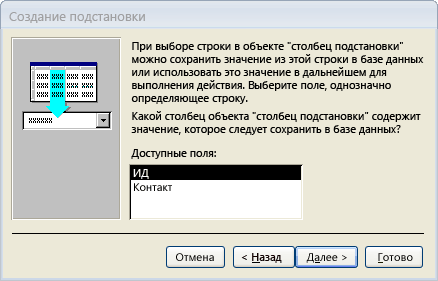 Создание подстановки
При выборе строки в объекте "столбец подстановки"
можно сохранить значение из этой строки в базе данных
или использовать это значение в дальнейшем для
выполнения действия. Выберите поле, однозначно
определяющее строку.
Какой столбец объекта "столбец подстановки" содержит
значение, которое следует сохранить в базе данных?
Доступные поля:
ИД
Контакт
Отмена
< Назад
Далее >
Готово